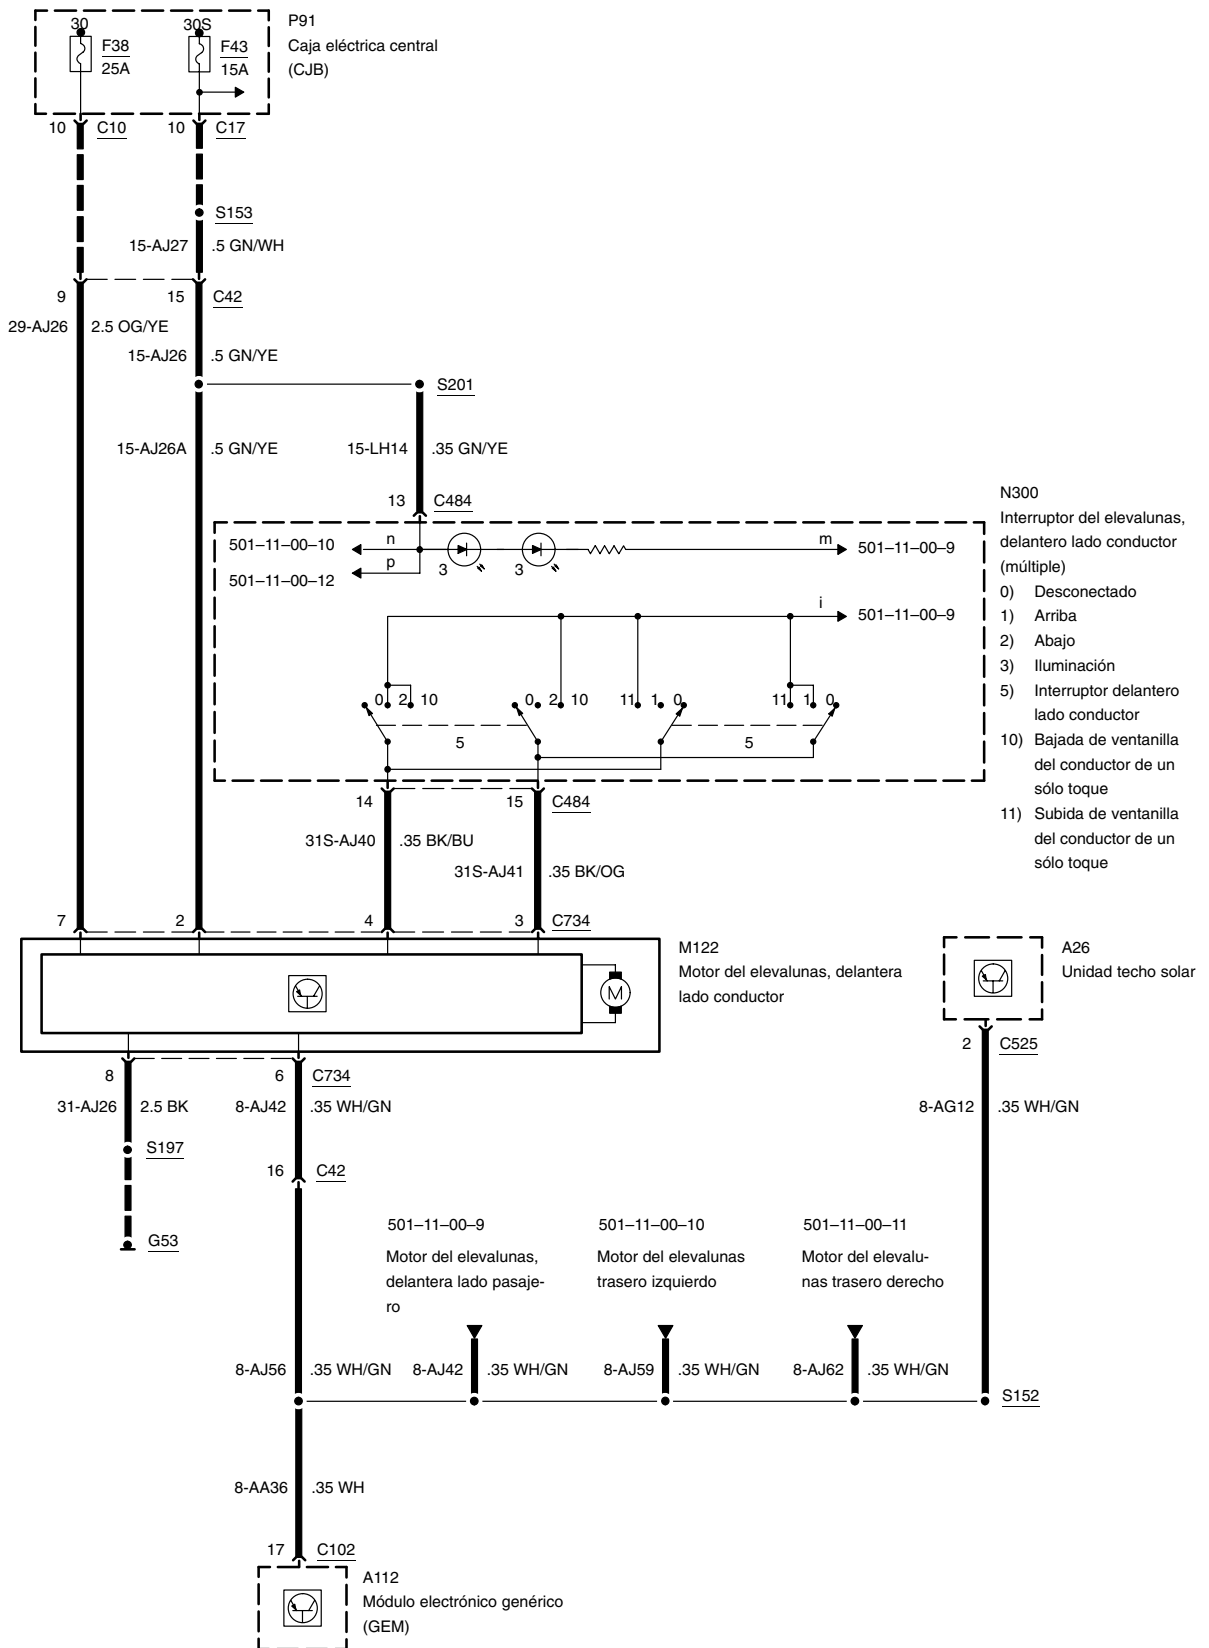 30 30S P91
F38 F43 Caja eléctrica central
25A 15A (CJB)
10 C10 10 C17
S153
15-AJ27 .5 GN/WH
9 15 C42
29-AJ26 2.5 OG/YE
15-AJ26 .5 GN/YE
S201
15-AJ26A .5 GN/YE 15-LH14 .35 GN/YE
13 C484
N300
Interruptor del elevalunas,
delantero lado conductor
(múltiple)
0) Desconectado
1) Arriba
2) Abajo
3) Iluminación
5) Interruptor delantero
lado conductor
10) Bajada de ventanilla
del conductor de un
sólo toque
11) Subida de ventanilla
del conductor de un
sólo toque
501–11–00–10 n m 501–11–00–9
3 3
501–11–00–12 p
i 501–11–00–9
0 2 10 0 2 10 11 1 0 11 1 0
5 5
14 15 C484
31S-AJ40 .35 BK/BU
31S-AJ41 .35 BK/OG
7 2 4 3 C734
M122
Motor del elevalunas, delantera
lado conductor
M
A26
Unidad techo solar
2 C525
8 6 C734
31-AJ26 2.5 BK 8-AJ42 .35 WH/GN 8-AG12 .35 WH/GN
S197
16 C42
G53
501–11–00–9
Motor del elevalunas,
delantera lado pasaje-
ro
501–11–00–10
Motor del elevalunas
trasero izquierdo
501–11–00–11
Motor del elevalu-
nas trasero derecho
8-AJ56 .35 WH/GN 8-AJ42 .35 WH/GN 8-AJ59 .35 WH/GN 8-AJ62 .35 WH/GN
S152
8-AA36 .35 WH
17 C102
A112
Módulo electrónico genérico
(GEM)